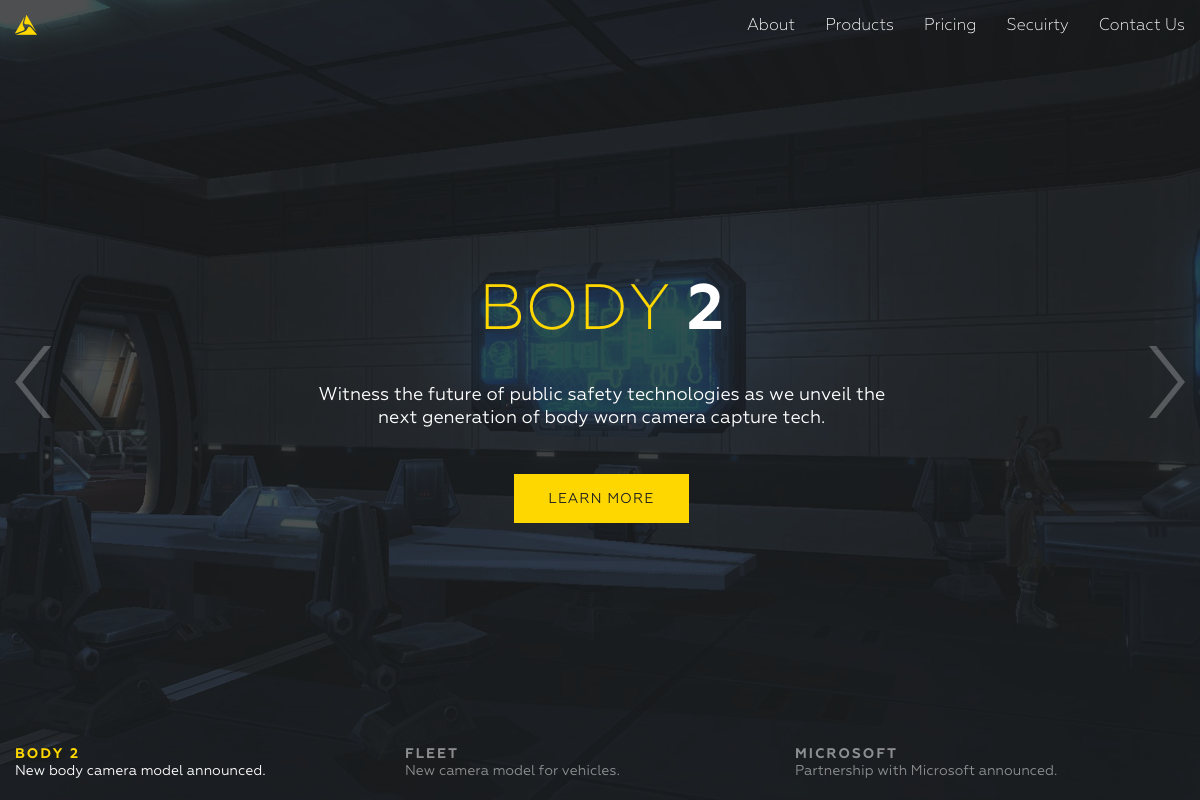 About Products Pricing Secuirty Contact Us
BODY 2
Witness the future of public safety technologies as we unveil the
next generation of body worn camera capture tech.
LEARN MORE
BODY 2
New body camera model announced.
FLEET
New camera model for vehicles.
MICROSOFT
Partnership with Microsoft announced.